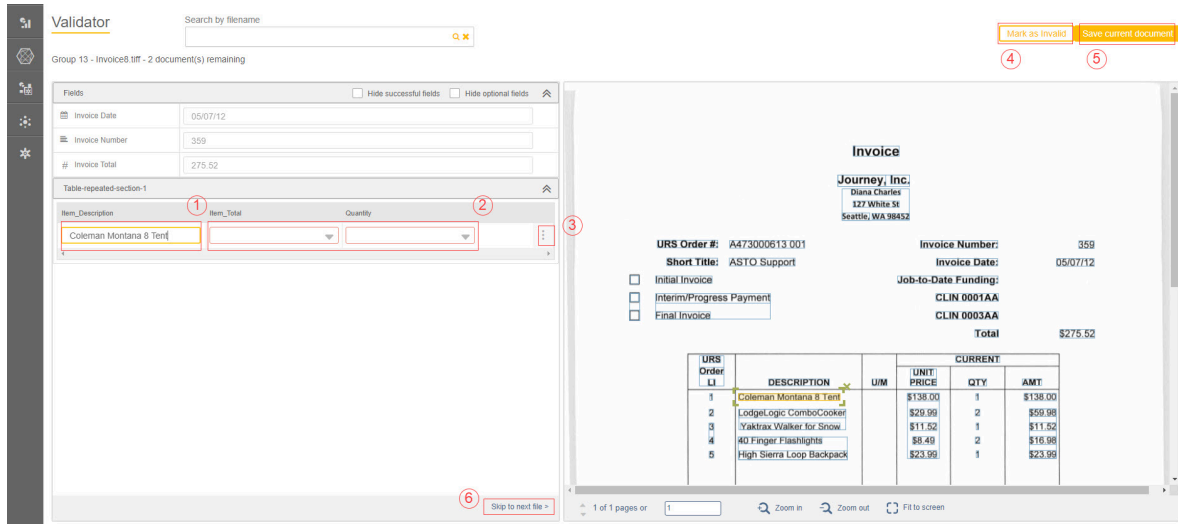 Validator
Search by filename
Mark as Invalid
Save current document
4
5
Group 13 - Invoice8.tiff - 2 document(s) remaining
Fields
Hide successful fields
Hide optional fields
Invoice Date
05/07/12
Invoice Number
359
# Invoice Total
275.52
Table-repeated-section-1
Item_Description
1
Item_Total
Quantity
2
3
Coleman Montana 8 Tent
6
Skip to next file >
Invoice
Journey, Inc.
Diana Charles
127 White St
Seattle, WA 98452
URS Order #: A473000613 001 Invoice Number: 359
Short Title: ASTO Support Invoice Date: 05/07/12
Initial Invoice Job-to-Date Funding:
Interim/Progress Payment CLIN 0001AA
Final Invoice CLIN 0003AA
Total $275.52
URS Order LI DESCRIPTION U/M CURRENT
UNIT PRICE QTY AMT
1 Coleman Montana 8 Tent $138.00 1 $138.00
2 LodgeLogic ComboCooker $29.99 2 $59.98
3 Yaktrax Walker for Snow $11.52 1 $11.52
4 40 Finger Flashlights $8.49 2 $16.98
5 High Sierra Loop Backpack $23.99 1 $23.99
1 of 1 pages or 1
Zoom in
Zoom out
Fit to screen